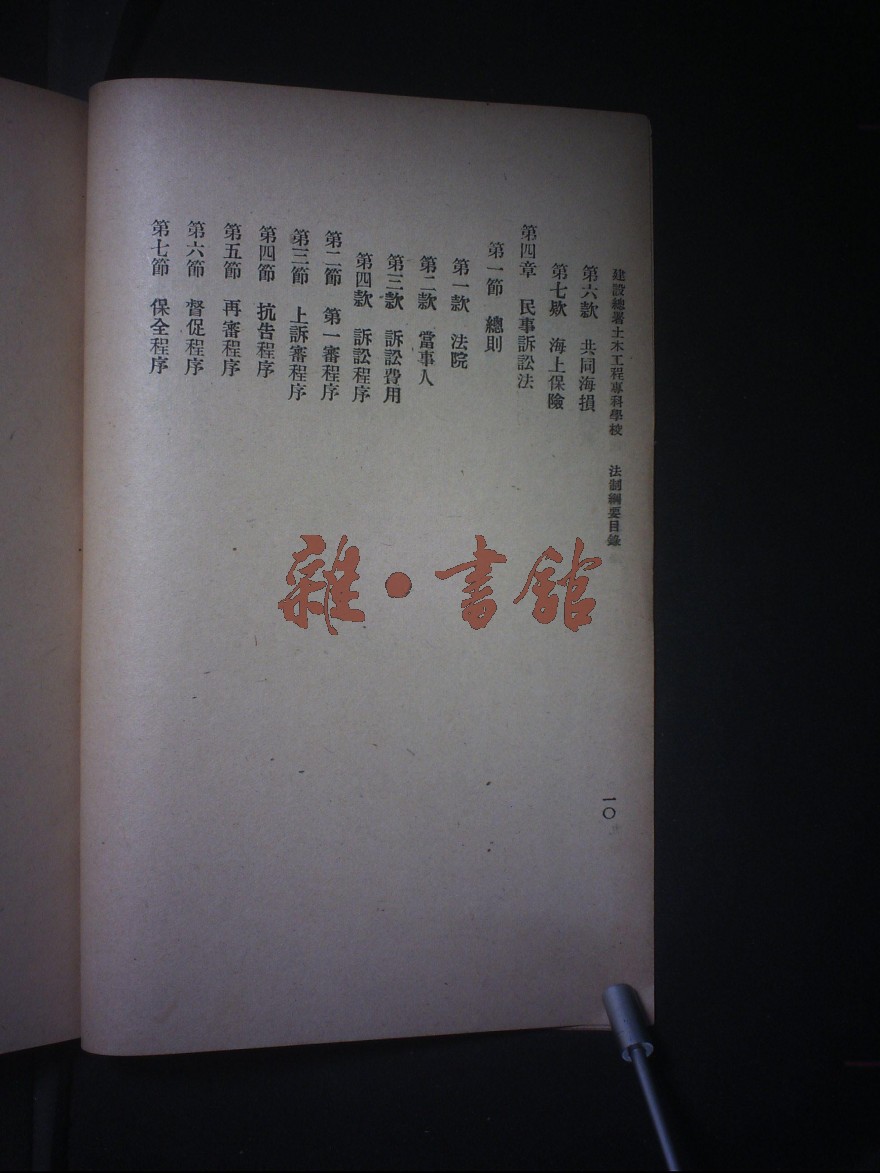 建設總署土木工程專科學校 法制綱要目錄
一〇
第六款 共同海損
第七欵 海上保險
第四章 民事訴訟法
第一節 總則
第一款 法院
第二款 當事人
第三款 訴訟費用
第四款 訴訟程序
第二節 第一審程序
第三節 上訴審程序
第四節 抗告程序
第五節 再審程序
第六節 督促程序
第七節 保全程序
雜·書館